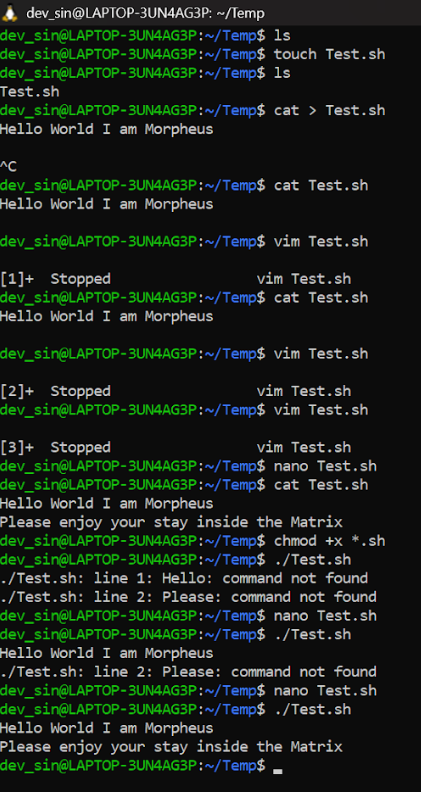 dev_sin@LAPTOP-3UN4AG3P: ~/Temp
dev_sin@LAPTOP-3UN4AG3P:~/Temp$ ls
dev_sin@LAPTOP-3UN4AG3P:~/Temp$ touch Test.sh
dev_sin@LAPTOP-3UN4AG3P:~/Temp$ ls
Test.sh
dev_sin@LAPTOP-3UN4AG3P:~/Temp$ cat > Test.sh
Hello World I am Morpheus
^C
dev_sin@LAPTOP-3UN4AG3P:~/Temp$ cat Test.sh
Hello World I am Morpheus
dev_sin@LAPTOP-3UN4AG3P:~/Temp$ vim Test.sh
[1]+  Stopped                 vim Test.sh
dev_sin@LAPTOP-3UN4AG3P:~/Temp$ cat Test.sh
Hello World I am Morpheus
dev_sin@LAPTOP-3UN4AG3P:~/Temp$ vim Test.sh
[2]+  Stopped                 vim Test.sh
dev_sin@LAPTOP-3UN4AG3P:~/Temp$ vim Test.sh
[3]+  Stopped                 vim Test.sh
dev_sin@LAPTOP-3UN4AG3P:~/Temp$ nano Test.sh
dev_sin@LAPTOP-3UN4AG3P:~/Temp$ cat Test.sh
Hello World I am Morpheus
Please enjoy your stay inside the Matrix
dev_sin@LAPTOP-3UN4AG3P:~/Temp$ chmod +x *.sh
dev_sin@LAPTOP-3UN4AG3P:~/Temp$ ./Test.sh
./Test.sh: line 1: Hello: command not found
./Test.sh: line 2: Please: command not found
dev_sin@LAPTOP-3UN4AG3P:~/Temp$ nano Test.sh
dev_sin@LAPTOP-3UN4AG3P:~/Temp$ ./Test.sh
Hello World I am Morpheus
./Test.sh: line 2: Please: command not found
dev_sin@LAPTOP-3UN4AG3P:~/Temp$ nano Test.sh
dev_sin@LAPTOP-3UN4AG3P:~/Temp$ ./Test.sh
Hello World I am Morpheus
Please enjoy your stay inside the Matrix
dev_sin@LAPTOP-3UN4AG3P:~/Temp$